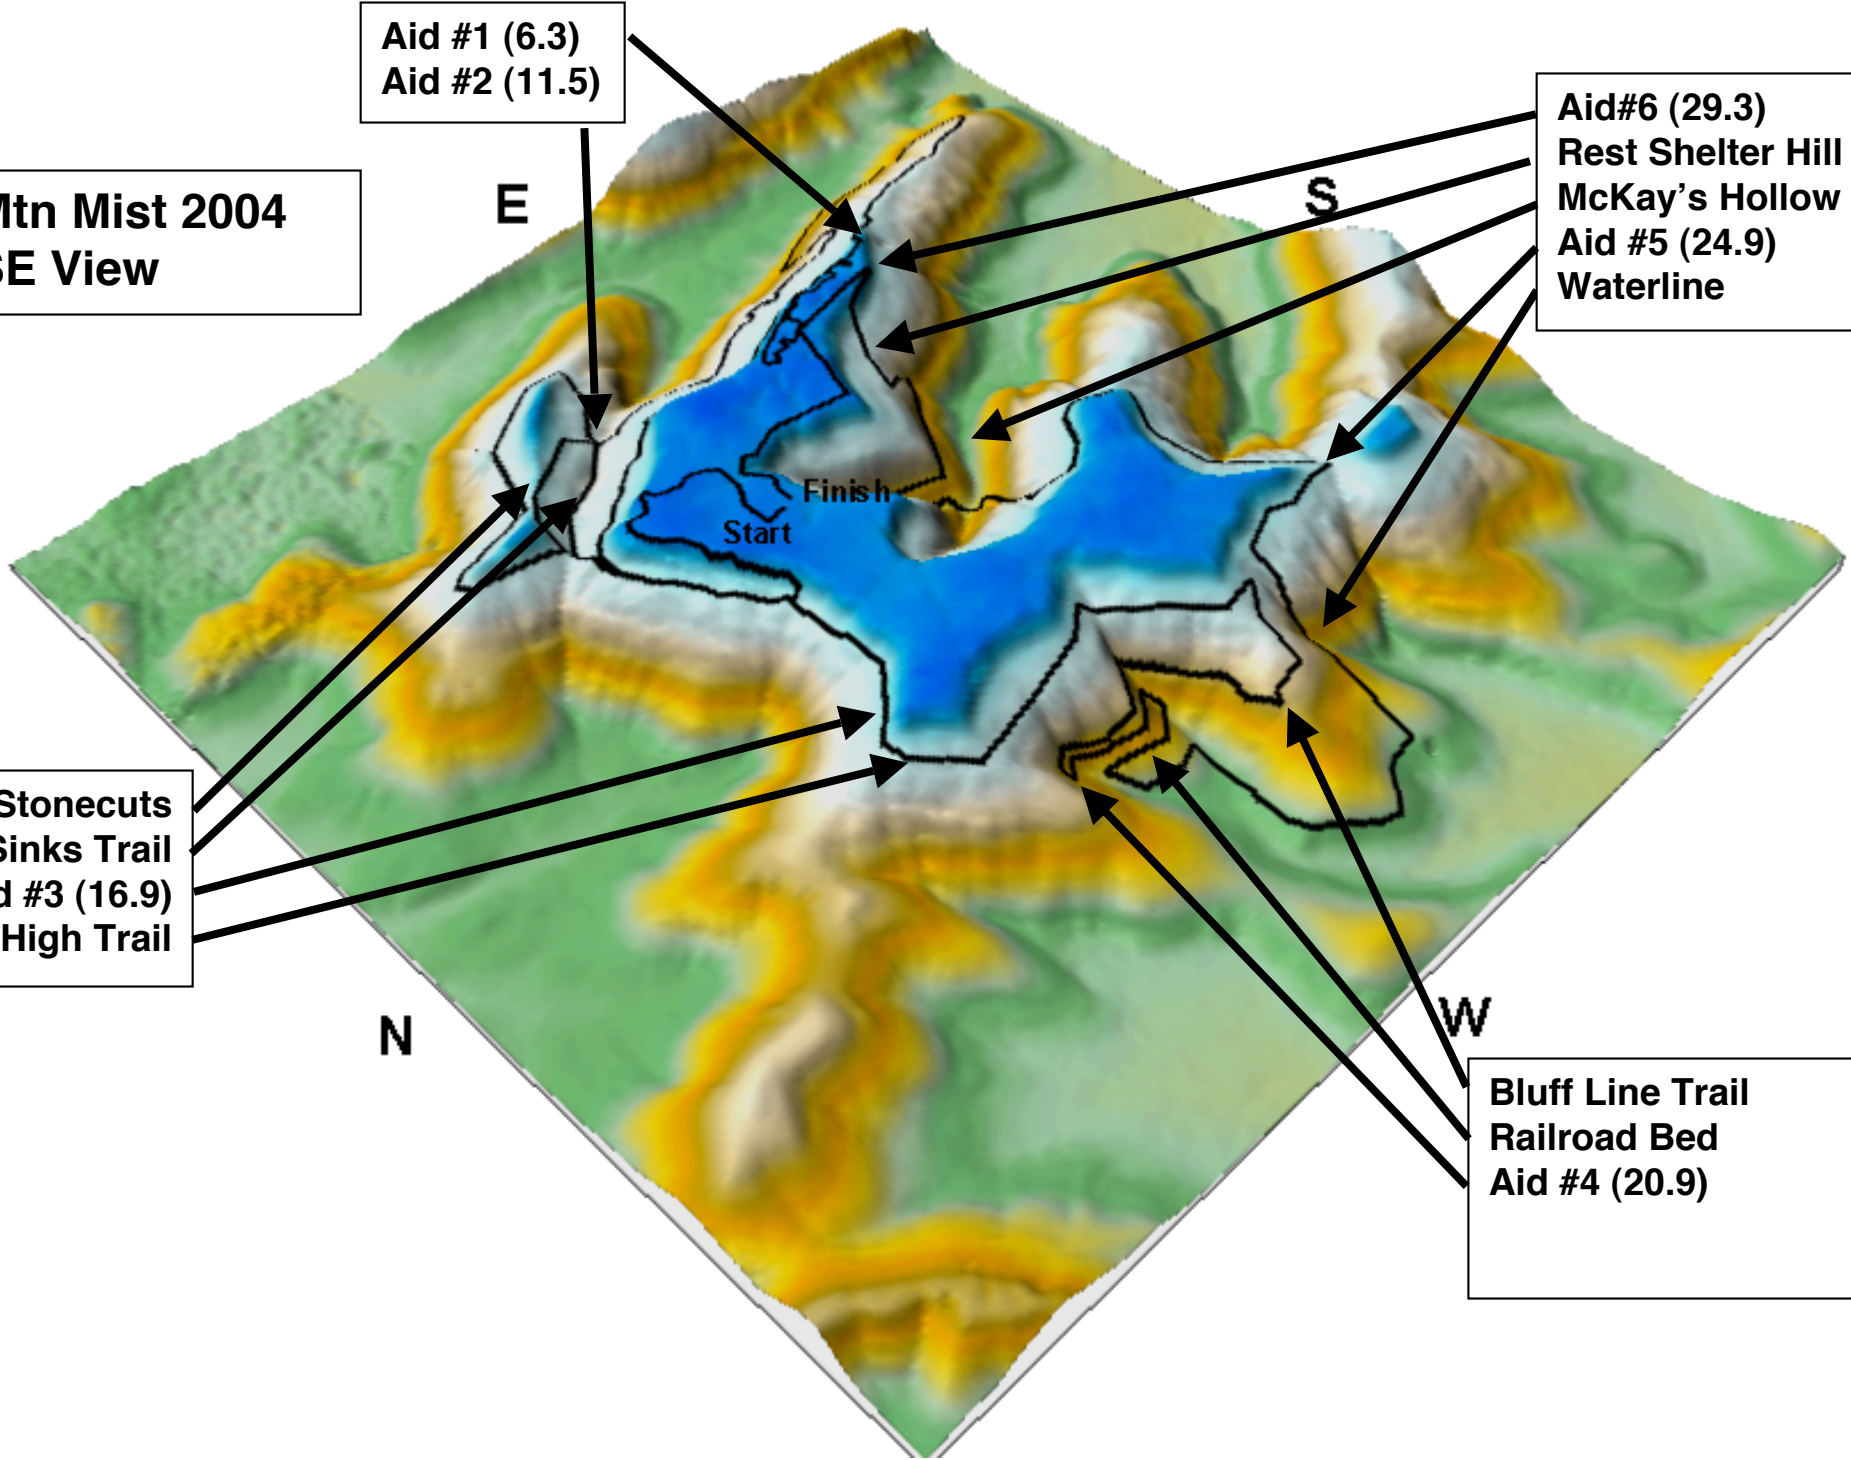 Aid #1 (6.3)
Aid #2 (11.5)
Mtn Mist 2004
SE View
E
S
Aid#6 (29.3)
Rest Shelter Hill
McKay's Hollow
Aid #5 (24.9)
Waterline
Finish
Start
Stonecuts
Sinks Trail
d #3 (16.9)
High Trail
N
W
Bluff Line Trail
Railroad Bed
Aid #4 (20.9)